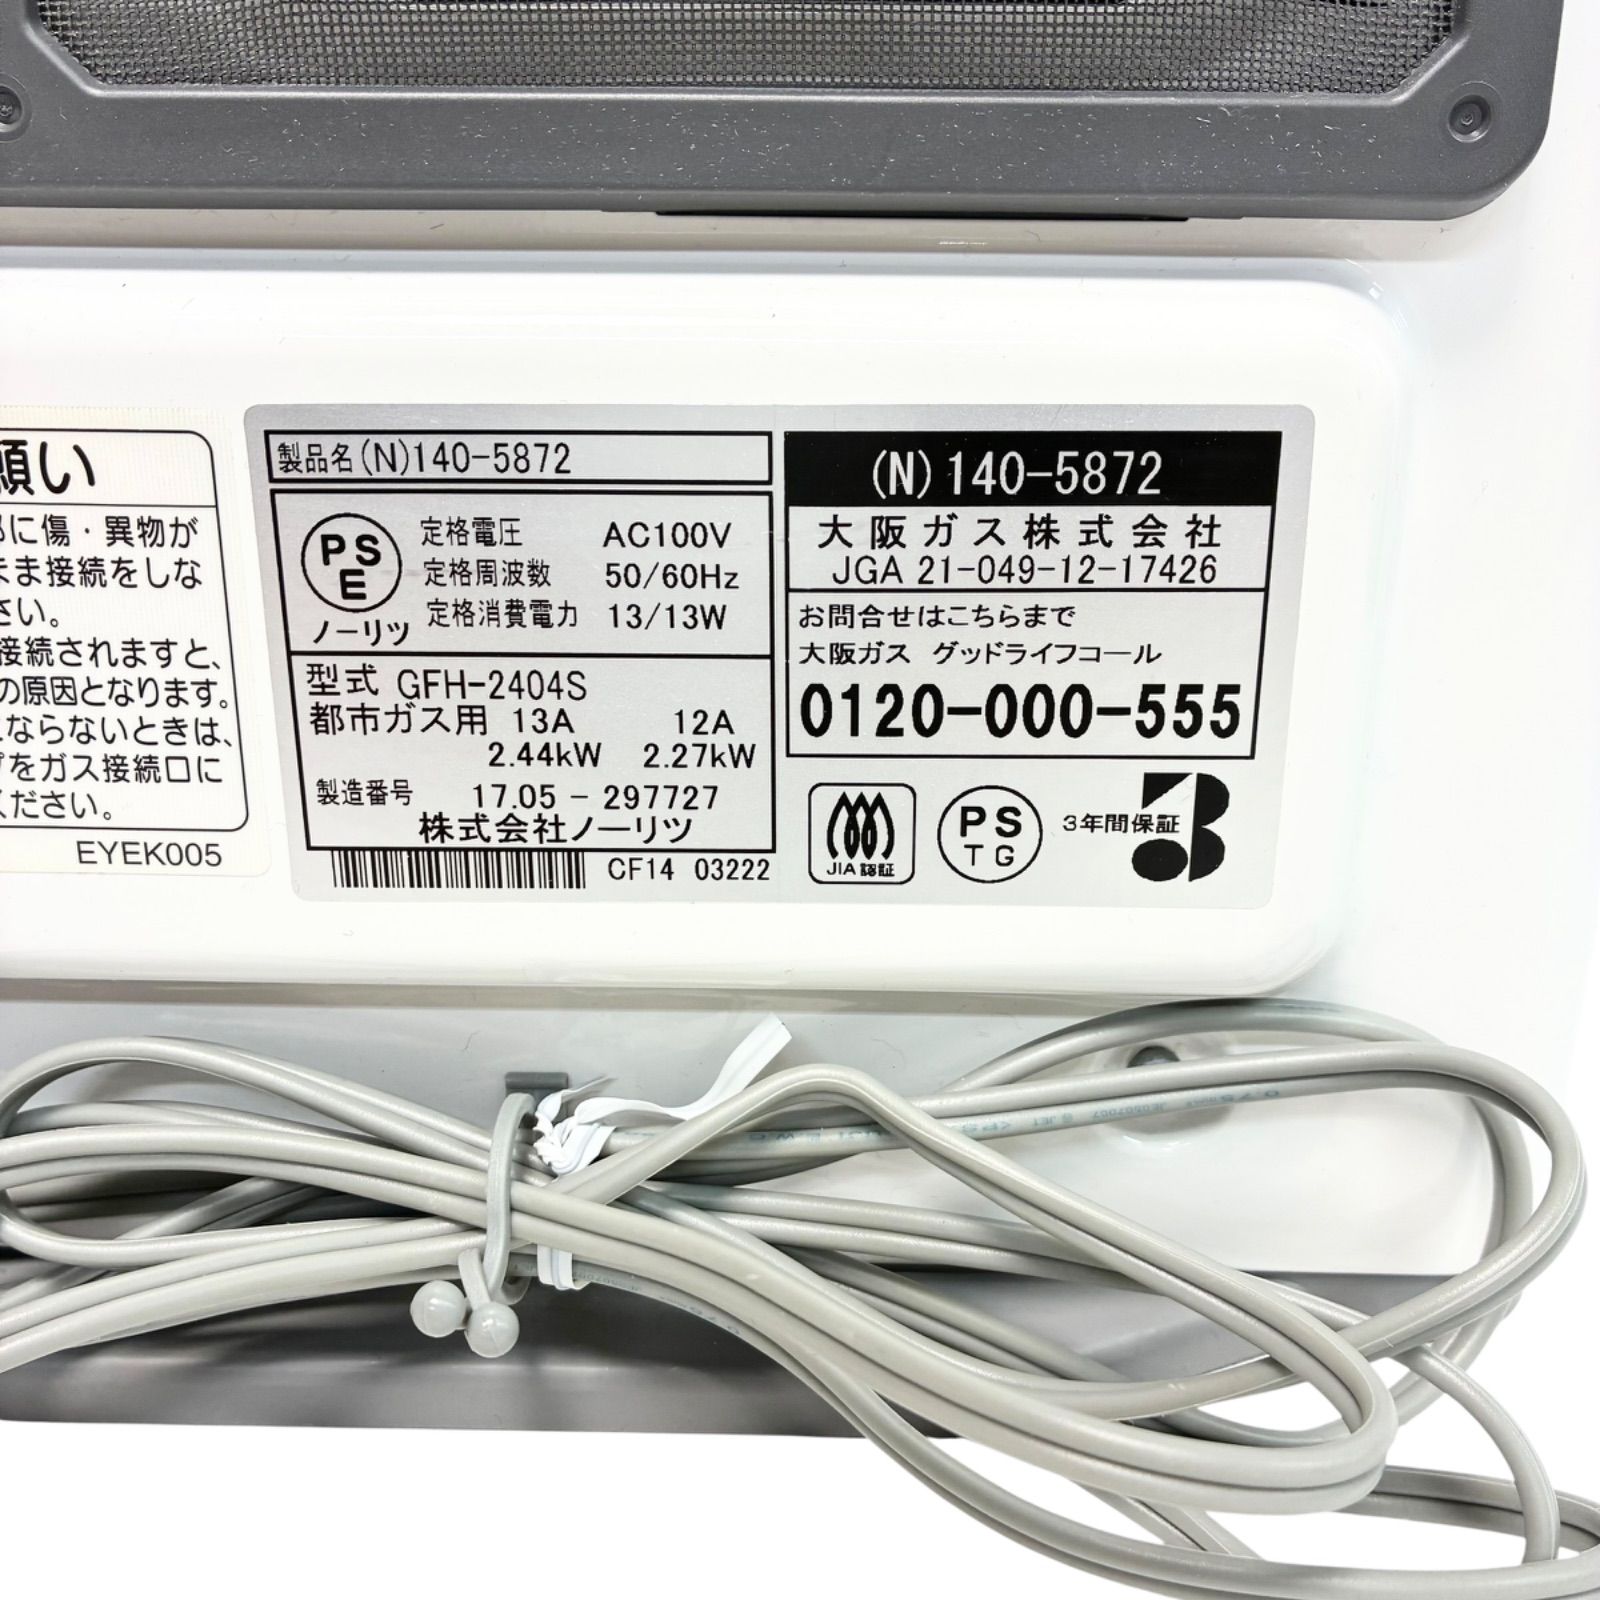 願い
に傷・異物が
まま接続をしな
さい。
接続されますと、
の原因となります。
にならないときは、
をガス接続口に
ください。
EYEK005
製品名(N)140-5872
PS
E
ノーリツ
定格電圧 AC100V
定格周波数 50/60Hz
定格消費電力 13/13W
型式 GFH-2404S
都市ガス用 13A 12A
2.44kW 2.27kW
製造番号 17.05-297727
株式会社ノーリツ
CF14 03222
(N)140-5872
大阪ガス株式会社
JGA 21-049-12-17426
お問合せはこちらまで
大阪ガス グッドライフコール
0120-000-555
JIA認証
PS
TG
3年間保証